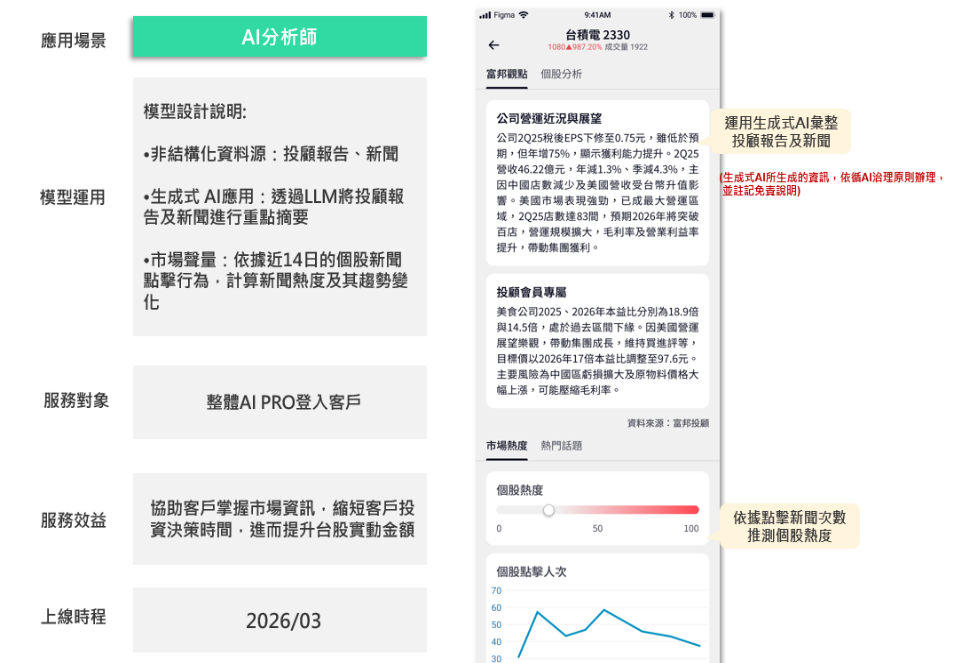 應用場景
AI分析師
模型運用
模型設計說明:
•非結構化資料源：投顧報告、新聞
•生成式 AI應用：透過LLM將投顧報
告及新聞進行重點摘要
•市場聲量：依據近14日的個股新聞
點擊行為，計算新聞熱度及其趨勢變
化
服務對象
整體AI PRO登入客戶
服務效益
協助客戶掌握市場資訊，縮短客戶投
資決策時間，進而提升台股實動金額
上線時程
2026/03
Figma
9:41AM
100%
台積電 2330
1080▲987.20% 成交量 1922
富邦觀點
個股分析
公司營運近況與展望
公司2Q25稅後EPS下修至0.75元，雖低於預
期，但年增75%，顯示獲利能力提升。2Q25
營收46.22億元，年減1.3%、季減4.3%，主
因中國店數減少及美國營收受台幣升值影
響。美國市場表現強勁，已成最大營運區
域，2Q25店數達83間，預期2026年將突破
百店，營運規模擴大，毛利率及營業利益率
提升，帶動集團獲利。
投顧會員專屬
美食公司2025、2026年本益比分別為18.9倍
與14.5倍，處於過去區間下緣。因美國營運
展望樂觀，帶動集團成長，維持買進評等，
目標價以2026年17倍本益比調整至97.6元。
主要風險為中國區虧損擴大及原物料價格大
幅上漲，可能壓縮毛利率。
資料來源：富邦投顧
市場熱度
熱門話題
個股熱度
0
50
100
個股點擊人次
70
60
50
40
30
運用生成式AI彙整
投顧報告及新聞
(生成式AI所生成的資訊，依循AI治理原則辦理，
並註記免責說明)
依據點擊新聞次數
推測個股熱度